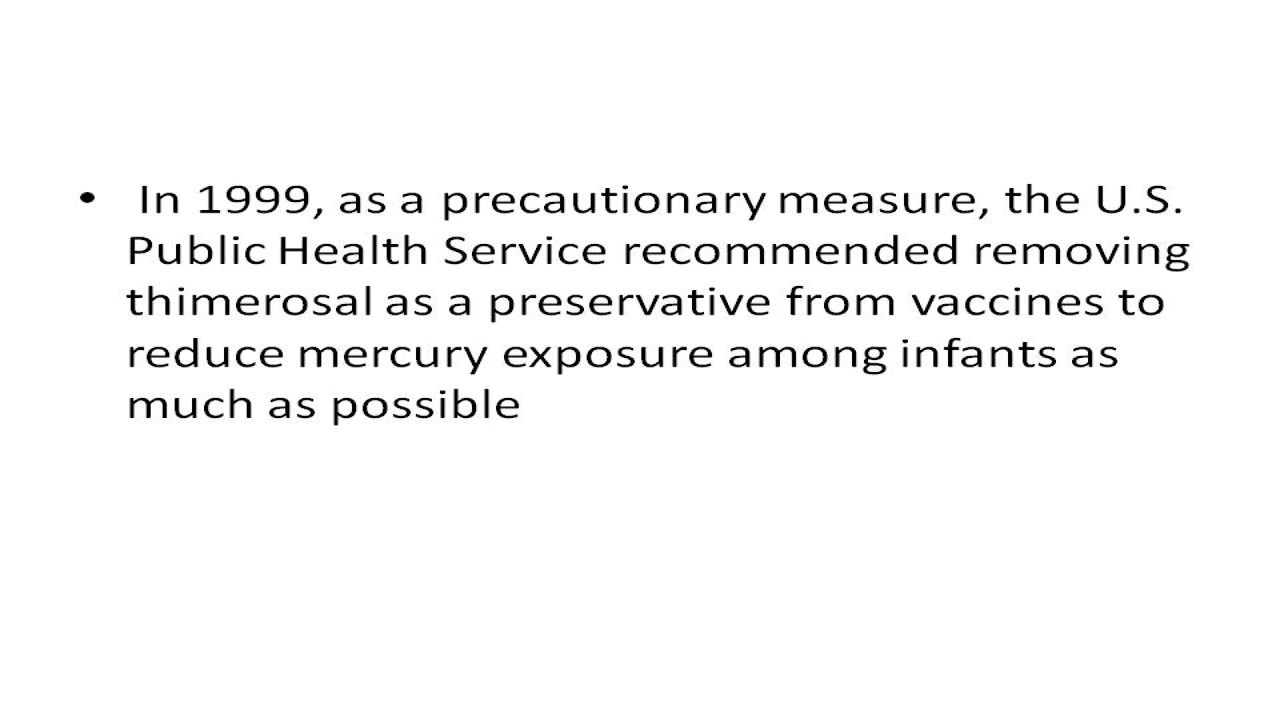 • In 1999, as a precautionary measure, the U.S.
Public Health Service recommended removing
thimerosal as a preservative from vaccines to
reduce mercury exposure among infants as
much as possible